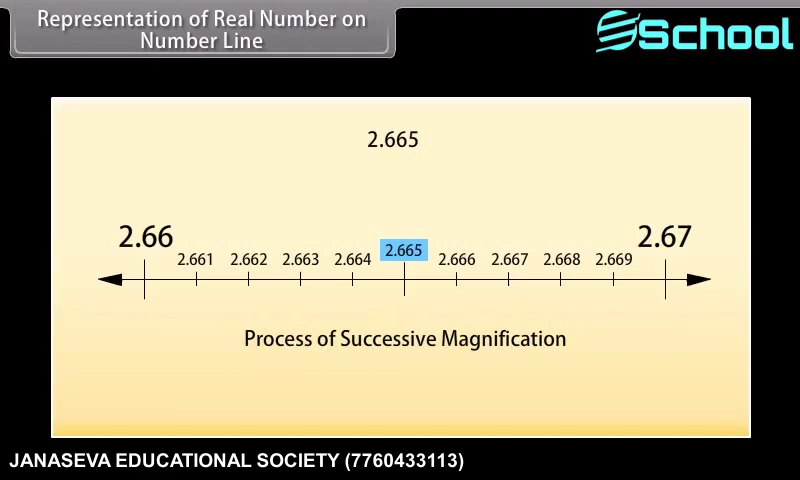 Representation of Real Number on
Number Line
School
2.665
2.66 2.67
2.661 2.662 2.663 2.664 2.665 2.666 2.667 2.668 2.669
Process of Successive Magnification
JANASEVA EDUCATIONAL SOCIETY (7760433113)